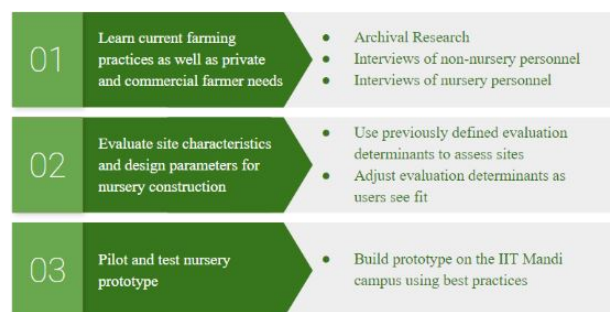 01
Learn current farming
practices as well as private
and commercial farmer needs
● Archival Research
● Interviews of non-nursery personnel
● Interviews of nursery personnel
02
Evaluate site characteristics
and design parameters for
nursery construction
● Use previously defined evaluation
determinants to assess sites
● Adjust evaluation determinants as
users see fit
03
Pilot and test nursery
prototype
● Build prototype on the IIT Mandi
campus using best practices